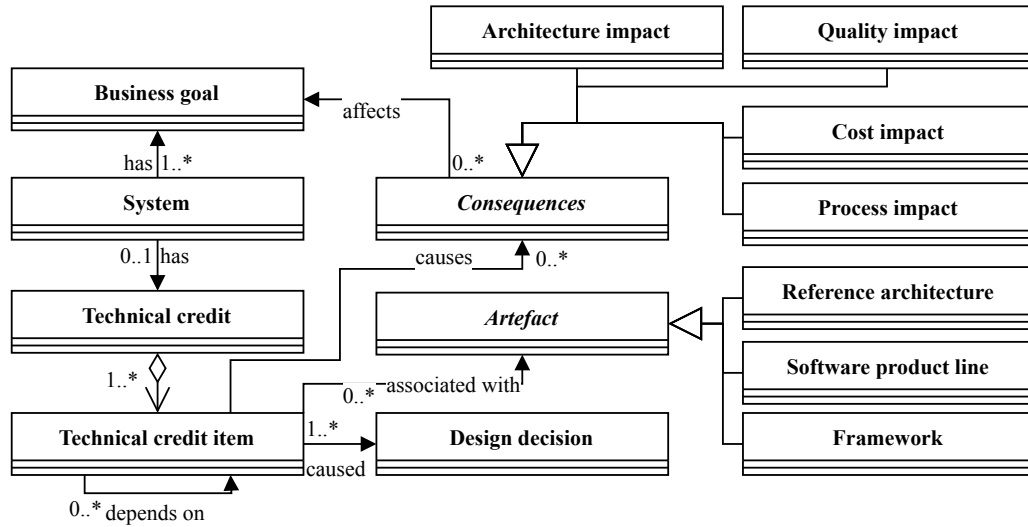 Architecture impact
Quality impact
Business goal
affects
Cost impact
has 1..*
0..*
System
Consequences
Process impact
0..1 has
causes
0..*
Reference architecture
Technical credit
Artefact
Software product line
1..*
0..*
associated with
Technical credit item
1..*
Design decision
Framework
caused
0..*
depends on